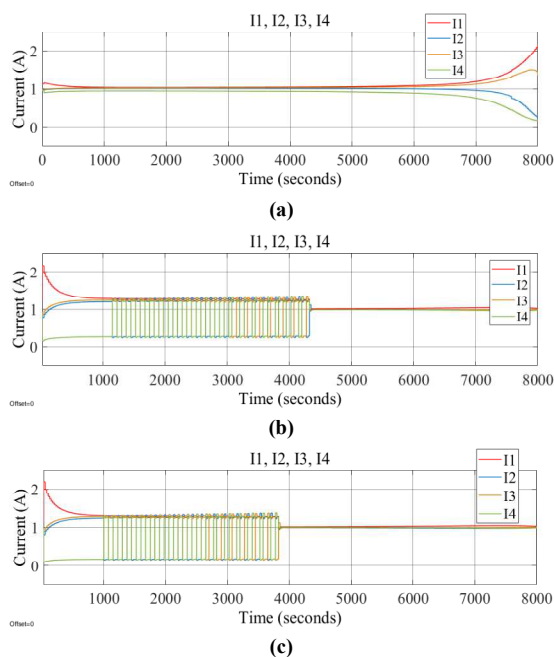 I1, I2, I3, I4
I1
I2
I3
I4
Current (A)
2
1
0
0 1000 2000 3000 4000 5000 6000 7000 8000
Time (seconds)
Offset=0
(a)
I1, I2, I3, I4
I1
I2
I3
I4
Current (A)
2
1
0
1000 2000 3000 4000 5000 6000 7000 8000
Time (seconds)
Offset=0
(b)
I1, I2, I3, I4
I1
I2
I3
I4
Current (A)
2
1
0
1000 2000 3000 4000 5000 6000 7000 8000
Time (seconds)
Offset=0
(c)